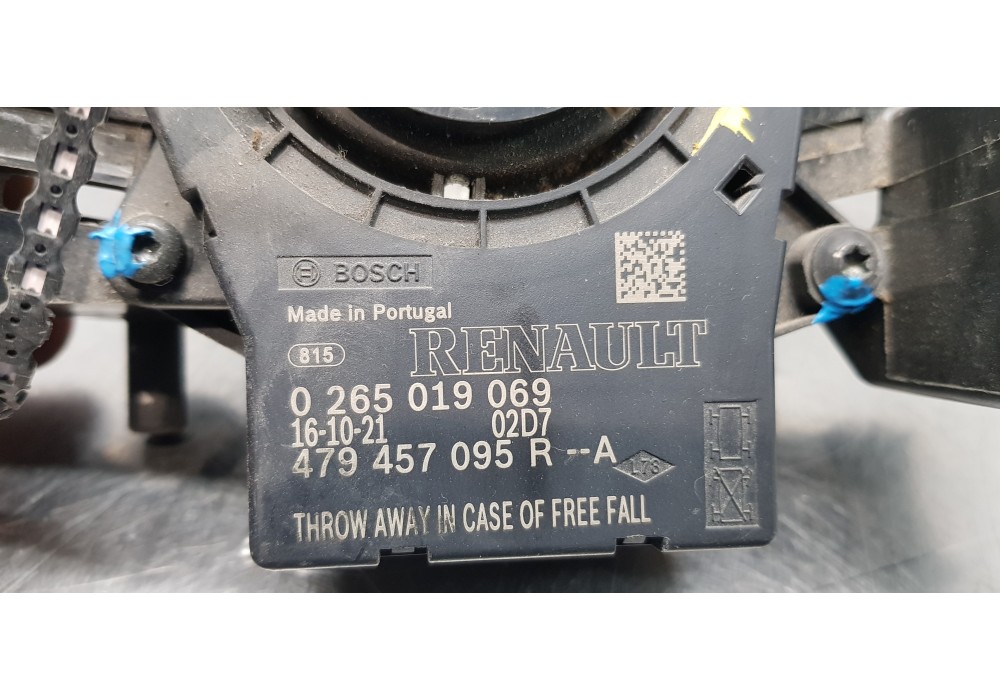 BOSCH
Made in Portugal
RENAULT
815
0 265 019 069
16-10-21 02D7
479 457 095 R --A
173
THROW AWAY IN CASE OF FREE FALL